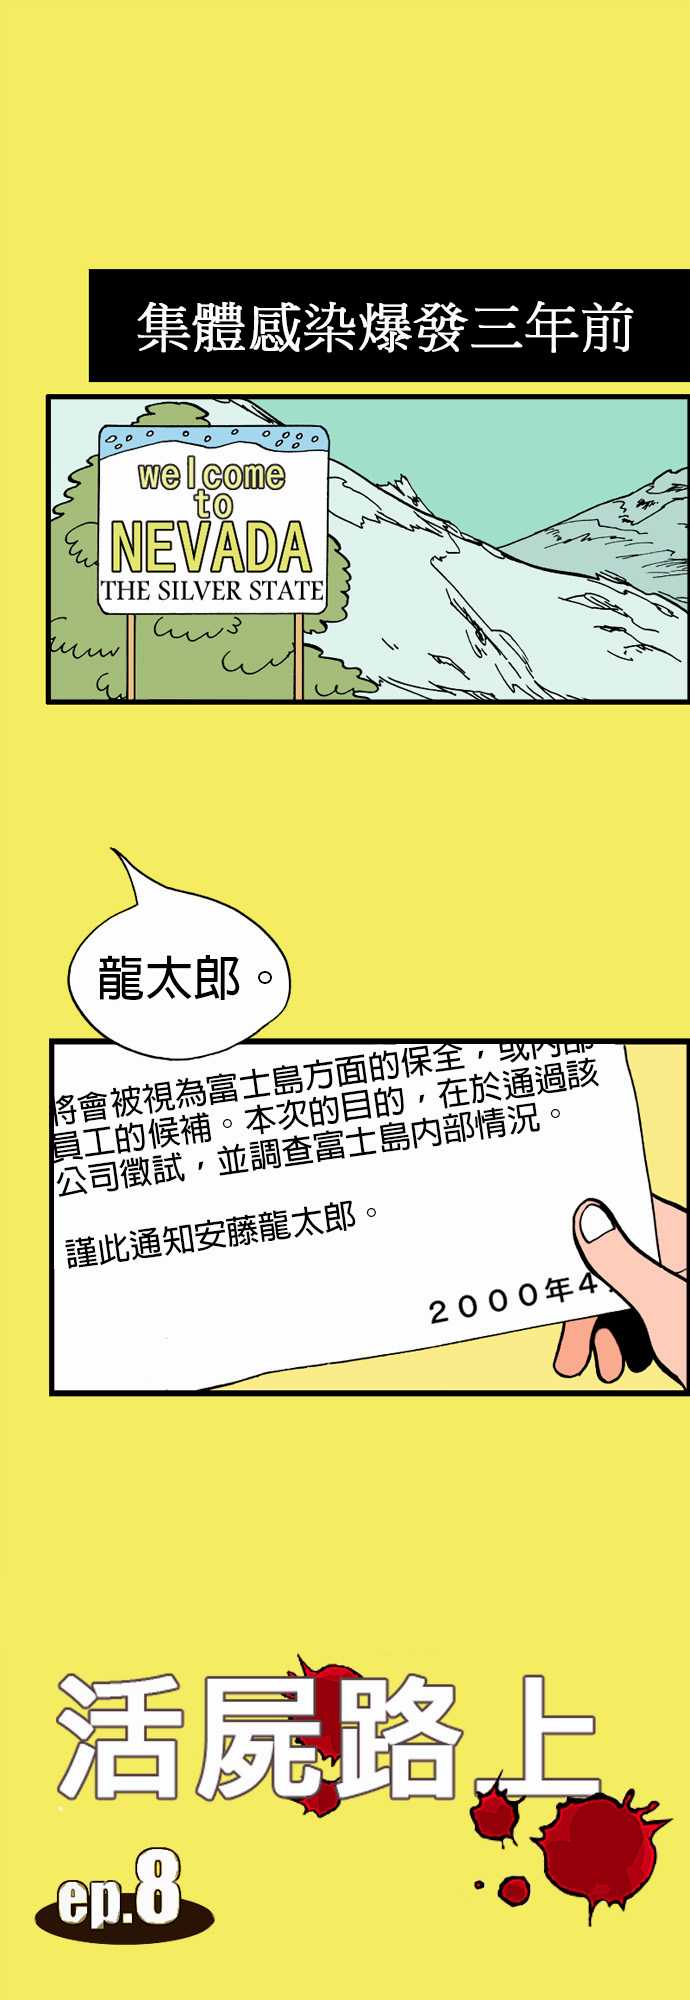 集體感染爆發三年前
welcome
to
NEVADA
THE SILVER STATE
龍太郎。
將會被視為富士島方面的保全，或內部
員工的候補。本次的目的，在於通過該
公司徵試，並調查富士島內部情況。
謹此通知安藤龍太郎。
2000年4.
活屍路上
ep.8